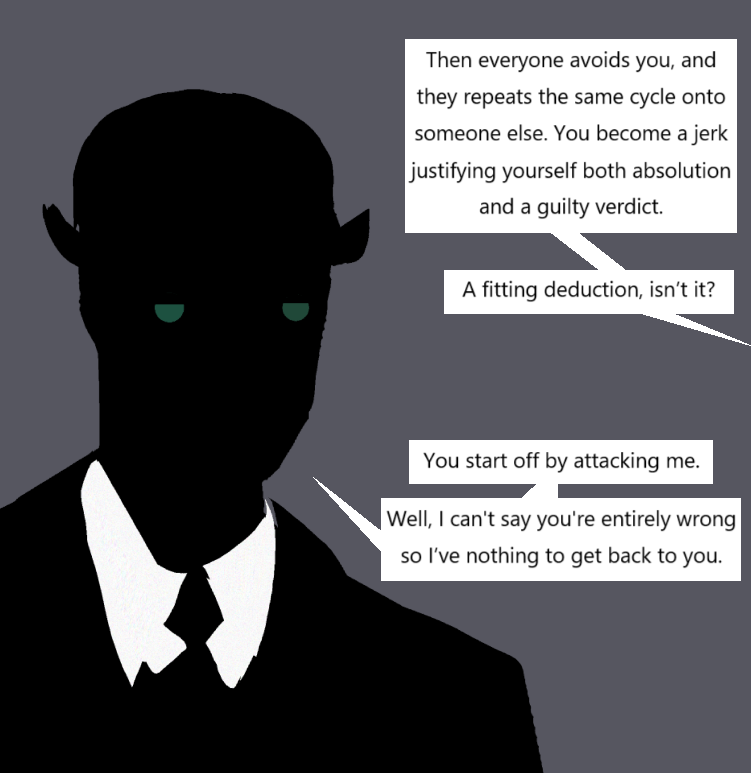 Then everyone avoids you, and
they repeats the same cycle onto
someone else. You become a jerk
justifying yourself both absolution
and a guilty verdict.
A fitting deduction, isn’t it?
You start off by attacking me.
Well, I can't say you're entirely wrong
so I’ve nothing to get back to you.